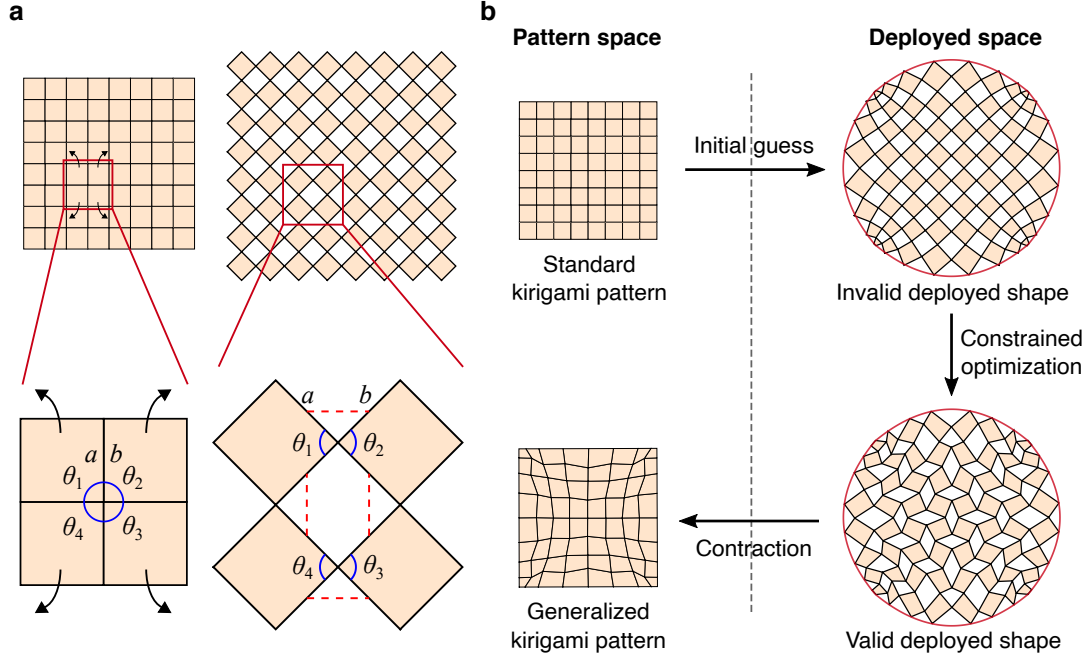 a
a b
θ1 θ2
θ4 θ3
a b
θ1 θ2
θ4 θ3
b
Pattern space
Deployed space
Initial guess
Standard
kirigami pattern
Invalid deployed shape
Constrained
optimization
Contraction
Generalized
kirigami pattern
Valid deployed shape